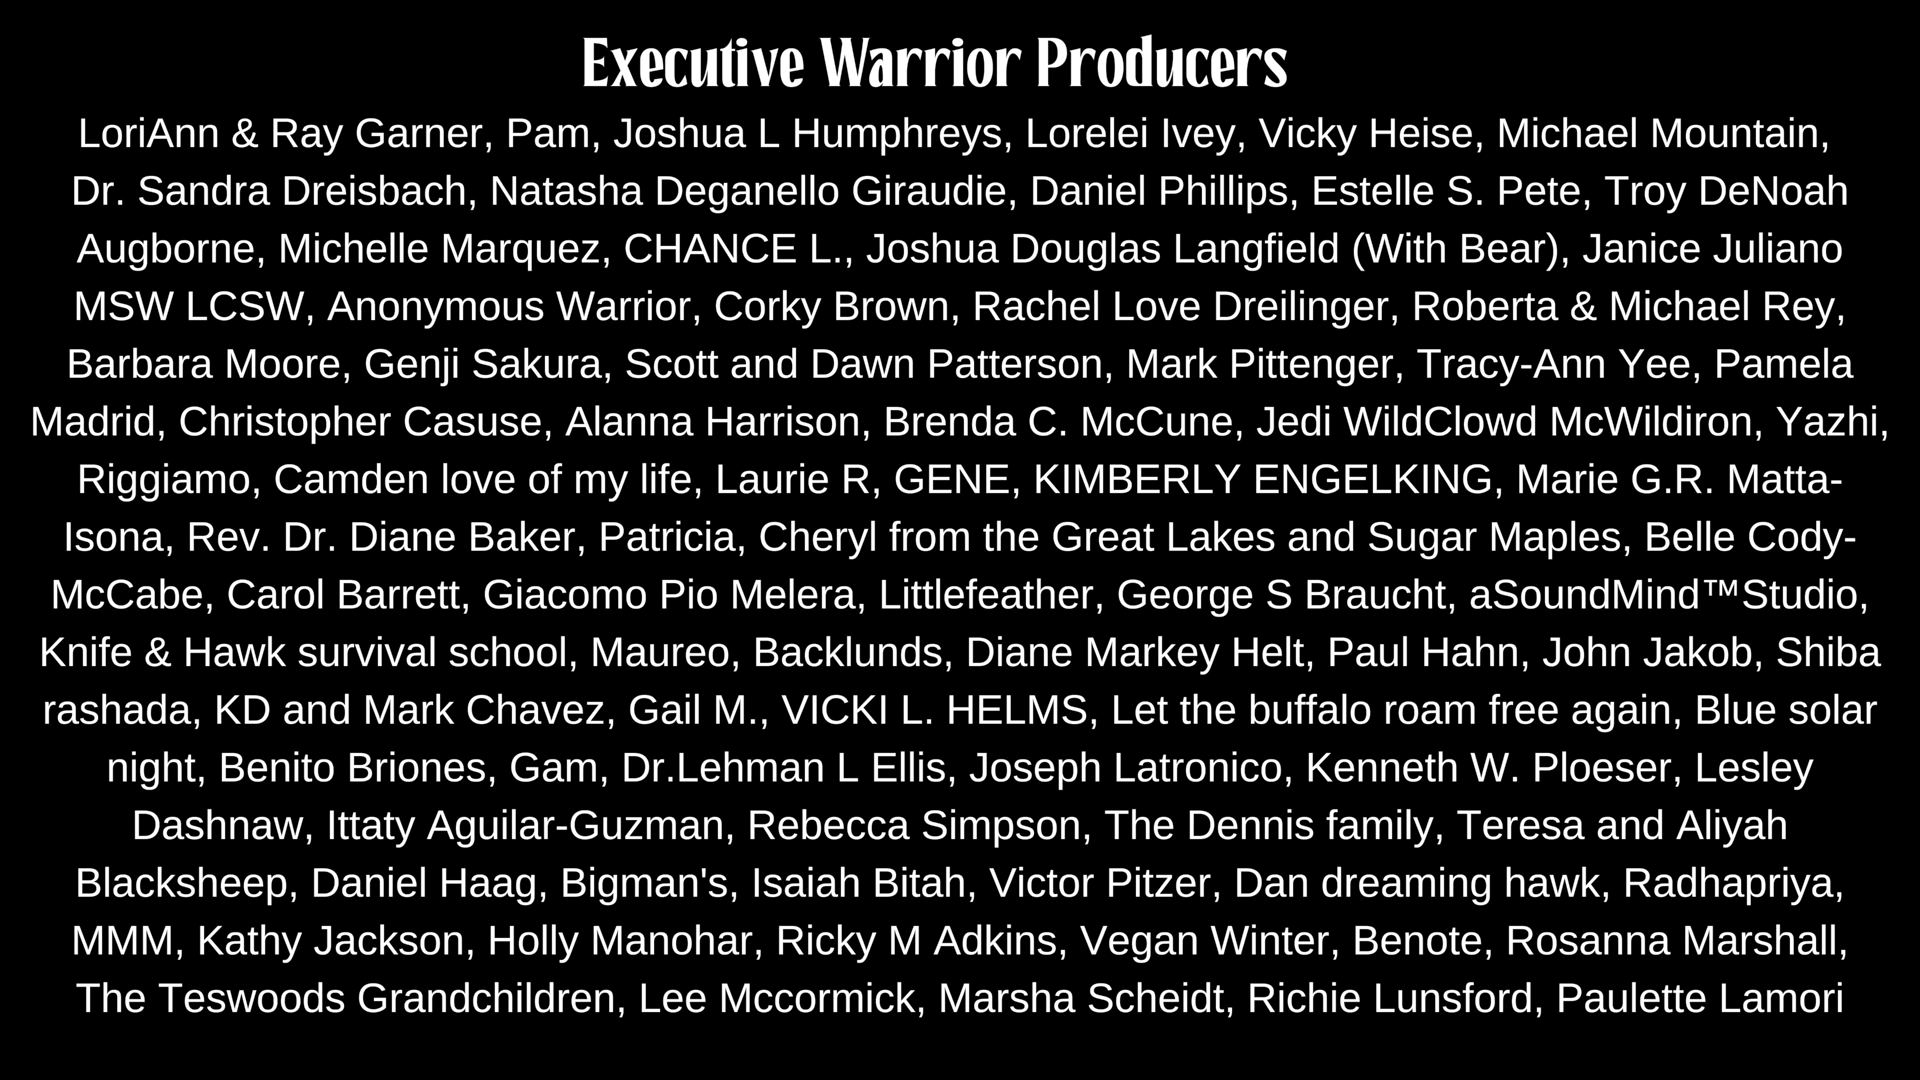 Executive Warrior Producers
LoriAnn & Ray Garner, Pam, Joshua L Humphreys, Lorelei Ivey, Vicky Heise, Michael Mountain,
Dr. Sandra Dreisbach, Natasha Deganello Giraudie, Daniel Phillips, Estelle S. Pete, Troy DeNoah
Augborne, Michelle Marquez, CHANCE L., Joshua Douglas Langfield (With Bear), Janice Juliano
MSW LCSW, Anonymous Warrior, Corky Brown, Rachel Love Dreilinger, Roberta & Michael Rey,
Barbara Moore, Genji Sakura, Scott and Dawn Patterson, Mark Pittenger, Tracy-Ann Yee, Pamela
Madrid, Christopher Casuse, Alanna Harrison, Brenda C. McCune, Jedi WildClowd McWildiron, Yazhi,
Riggiamo, Camden love of my life, Laurie R, GENE, KIMBERLY ENGELKING, Marie G.R. Matta-
Isona, Rev. Dr. Diane Baker, Patricia, Cheryl from the Great Lakes and Sugar Maples, Belle Cody-
McCabe, Carol Barrett, Giacomo Pio Melera, Littlefeather, George S Braucht, aSoundMind™Studio,
Knife & Hawk survival school, Maureo, Backlunds, Diane Markey Helt, Paul Hahn, John Jakob, Shiba
rashada, KD and Mark Chavez, Gail M., VICKI L. HELMS, Let the buffalo roam free again, Blue solar
night, Benito Briones, Gam, Dr.Lehman L Ellis, Joseph Latronico, Kenneth W. Ploeser, Lesley
Dashnaw, Ittaty Aguilar-Guzman, Rebecca Simpson, The Dennis family, Teresa and Aliyah
Blacksheep, Daniel Haag, Bigman's, Isaiah Bitah, Victor Pitzer, Dan dreaming hawk, Radhapriya,
MMM, Kathy Jackson, Holly Manohar, Ricky M Adkins, Vegan Winter, Benote, Rosanna Marshall,
The Teswoods Grandchildren, Lee Mccormick, Marsha Scheidt, Richie Lunsford, Paulette Lamori